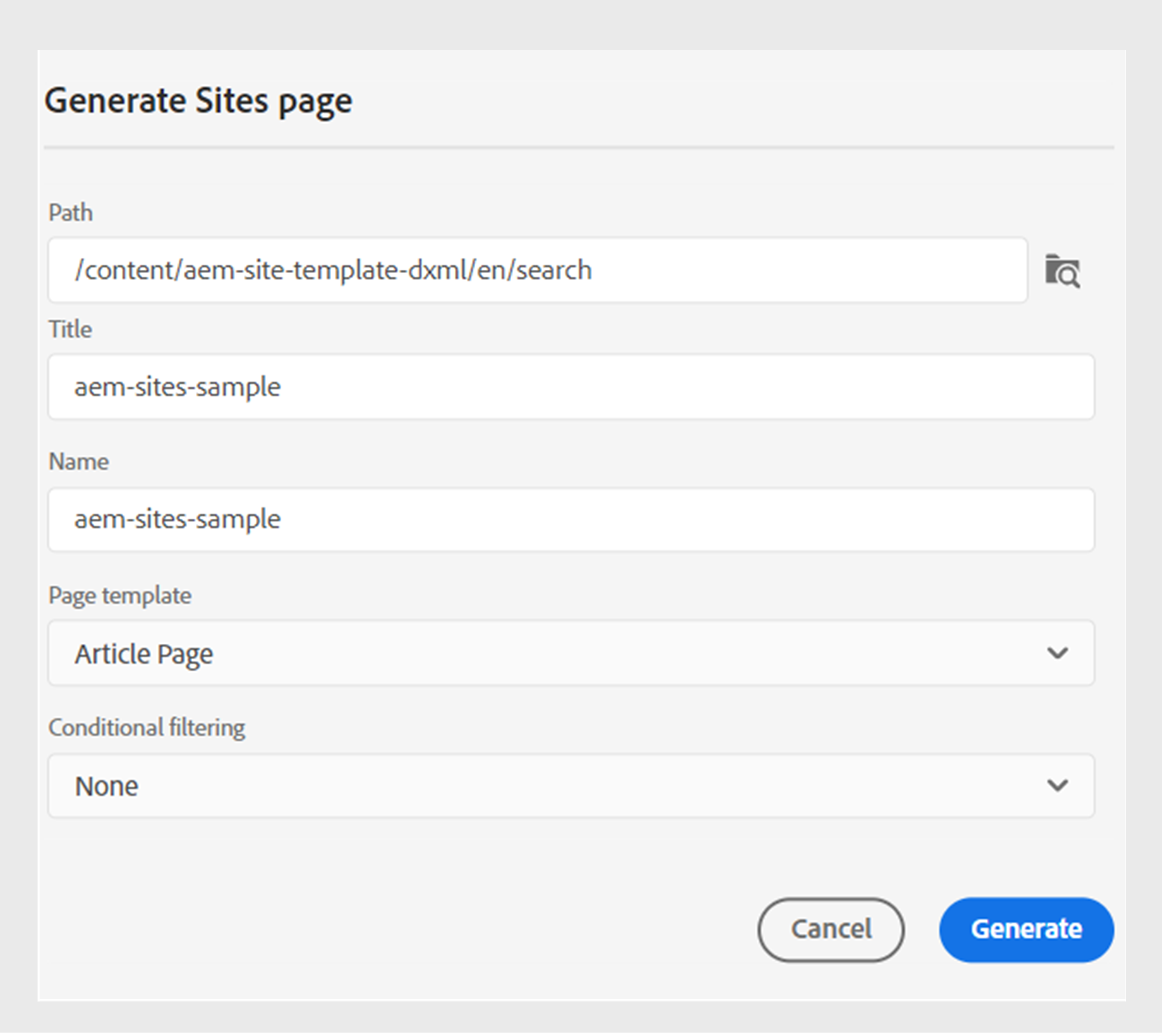 Generate Sites page
Path
/content/aem-site-template-dxml/en/search
Title
aem-sites-sample
Name
aem-sites-sample
Page template
Article Page
Conditional filtering
None
Cancel
Generate